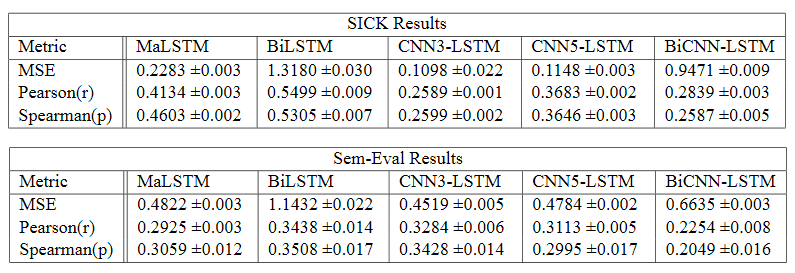 SICK Results
Metric MaLSTM BiLSTM CNN3-LSTM CNN5-LSTM BiCNN-LSTM
MSE 0.2283 ±0.003 1.3180 ±0.030 0.1098 ±0.022 0.1148 ±0.003 0.9471 ±0.009
Pearson(r) 0.4134 ±0.003 0.5499 ±0.009 0.2589 ±0.001 0.3683 ±0.002 0.2839 ±0.003
Spearman(p) 0.4603 ±0.002 0.5305 ±0.007 0.2599 ±0.002 0.3646 ±0.003 0.2587 ±0.005
Sem-Eval Results
Metric MaLSTM BiLSTM CNN3-LSTM CNN5-LSTM BiCNN-LSTM
MSE 0.4822 ±0.003 1.1432 ±0.022 0.4519 ±0.005 0.4784 ±0.002 0.6635 ±0.003
Pearson(r) 0.2925 ±0.003 0.3438 ±0.014 0.3284 ±0.006 0.3113 ±0.005 0.2254 ±0.008
Spearman(p) 0.3059 ±0.012 0.3508 ±0.017 0.3428 ±0.014 0.2995 ±0.017 0.2049 ±0.016